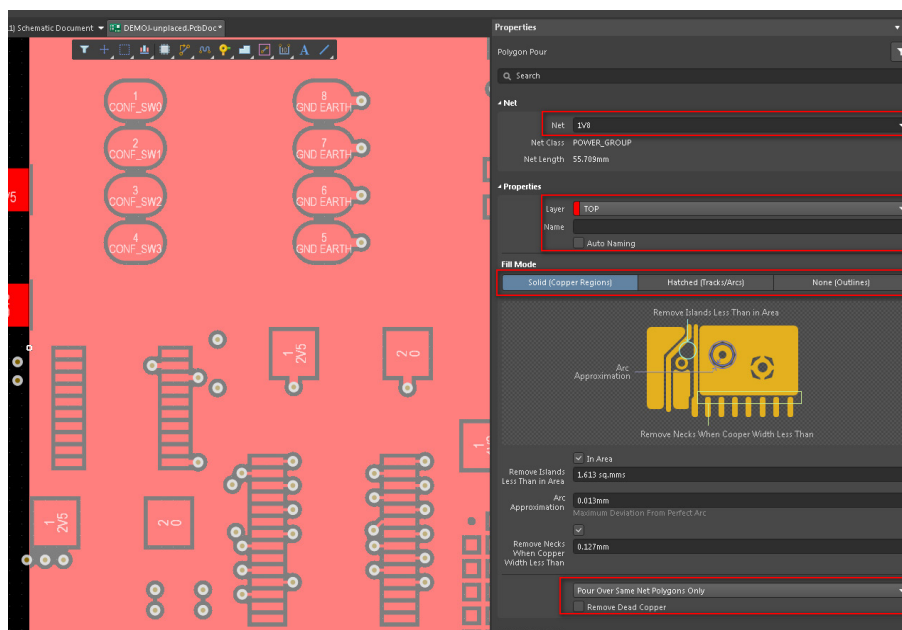 1) Schematic Document
DEMOJ-unplaced.PcbDoc *
1
CONF_SW0
8
GND EARTH
2
CONF_SW1
7
GND EARTH
3
CONF_SW2
6
GND EARTH
4
CONF_SW3
5
GND EARTH
1
2V5
2
0
1
2V5
2
0
Properties
Polygon Pour
Search
Net
Net 1V8
Net Class POWER_GROUP
Net Length 55.709mm
Properties
Layer TOP
Name
Auto Naming
Fill Mode
Solid (Copper Regions) Hatched (Tracks/Arcs) None (Outlines)
Remove Islands Less Than in Area
Arc
Approximation
Remove Necks When Cooper Width Less Than
In Area
Remove Islands
Less Than in Area
1.613 sq.mms
Arc
Approximation
0.013mm
Maximum Deviation From Perfect Arc
Remove Necks
When Copper
Width Less Than
0.127mm
Pour Over Same Net Polygons Only
Remove Dead Copper